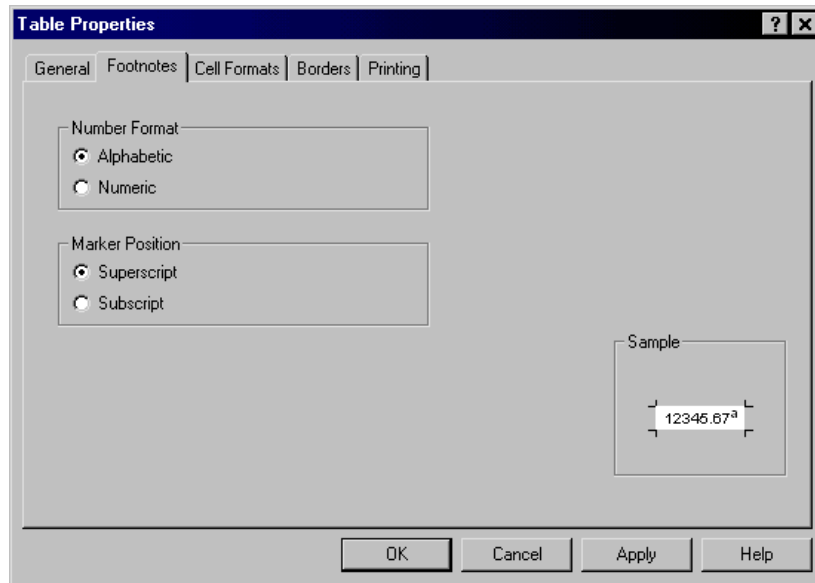 Table Properties
General Footnotes Cell Formats Borders Printing
Number Format
Alphabetic
Numeric
Marker Position
Superscript
Subscript
Sample
12345.67ª
OK Cancel Apply Help